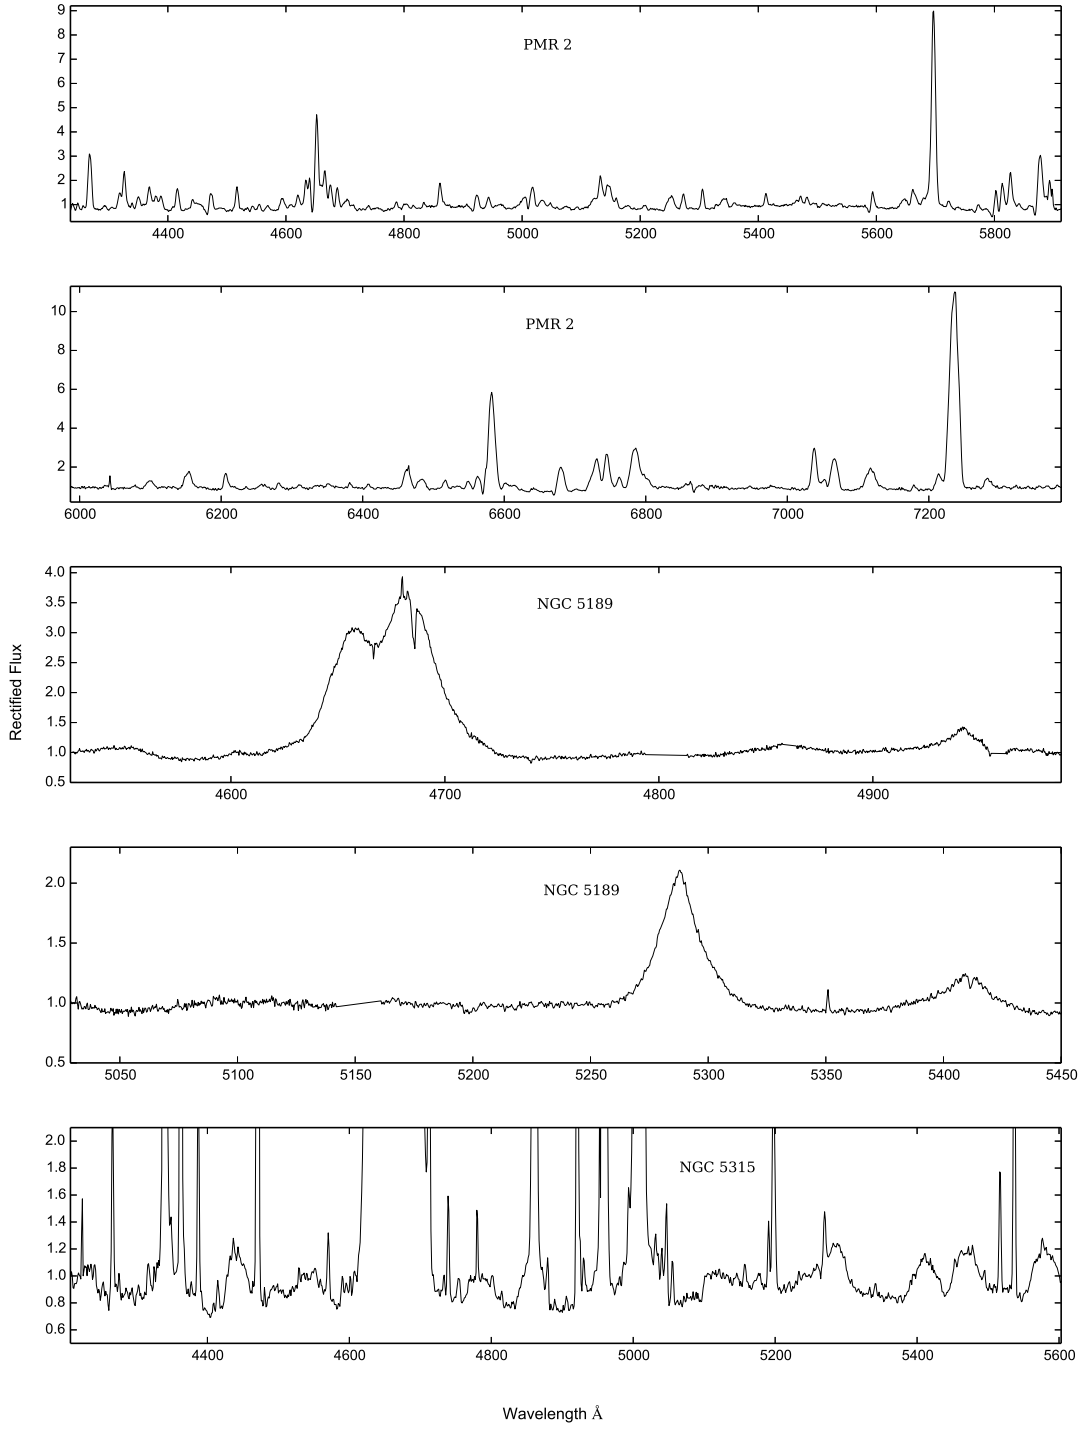 9
8
7
6
5
4
3
2
1
PMR 2
4400 4600 4800 5000 5200 5400 5600 5800
10
8
6
4
2
PMR 2
6000 6200 6400 6600 6800 7000 7200
4.0
3.5
3.0
2.5
2.0
1.5
1.0
0.5
NGC 5189
4600 4700 4800 4900
Rectified Flux
2.0
1.5
1.0
0.5
NGC 5189
5050 5100 5150 5200 5250 5300 5350 5400 5450
2.0
1.8
1.6
1.4
1.2
1.0
0.8
0.6
NGC 5315
4400 4600 4800 5000 5200 5400 5600
Wavelength Å